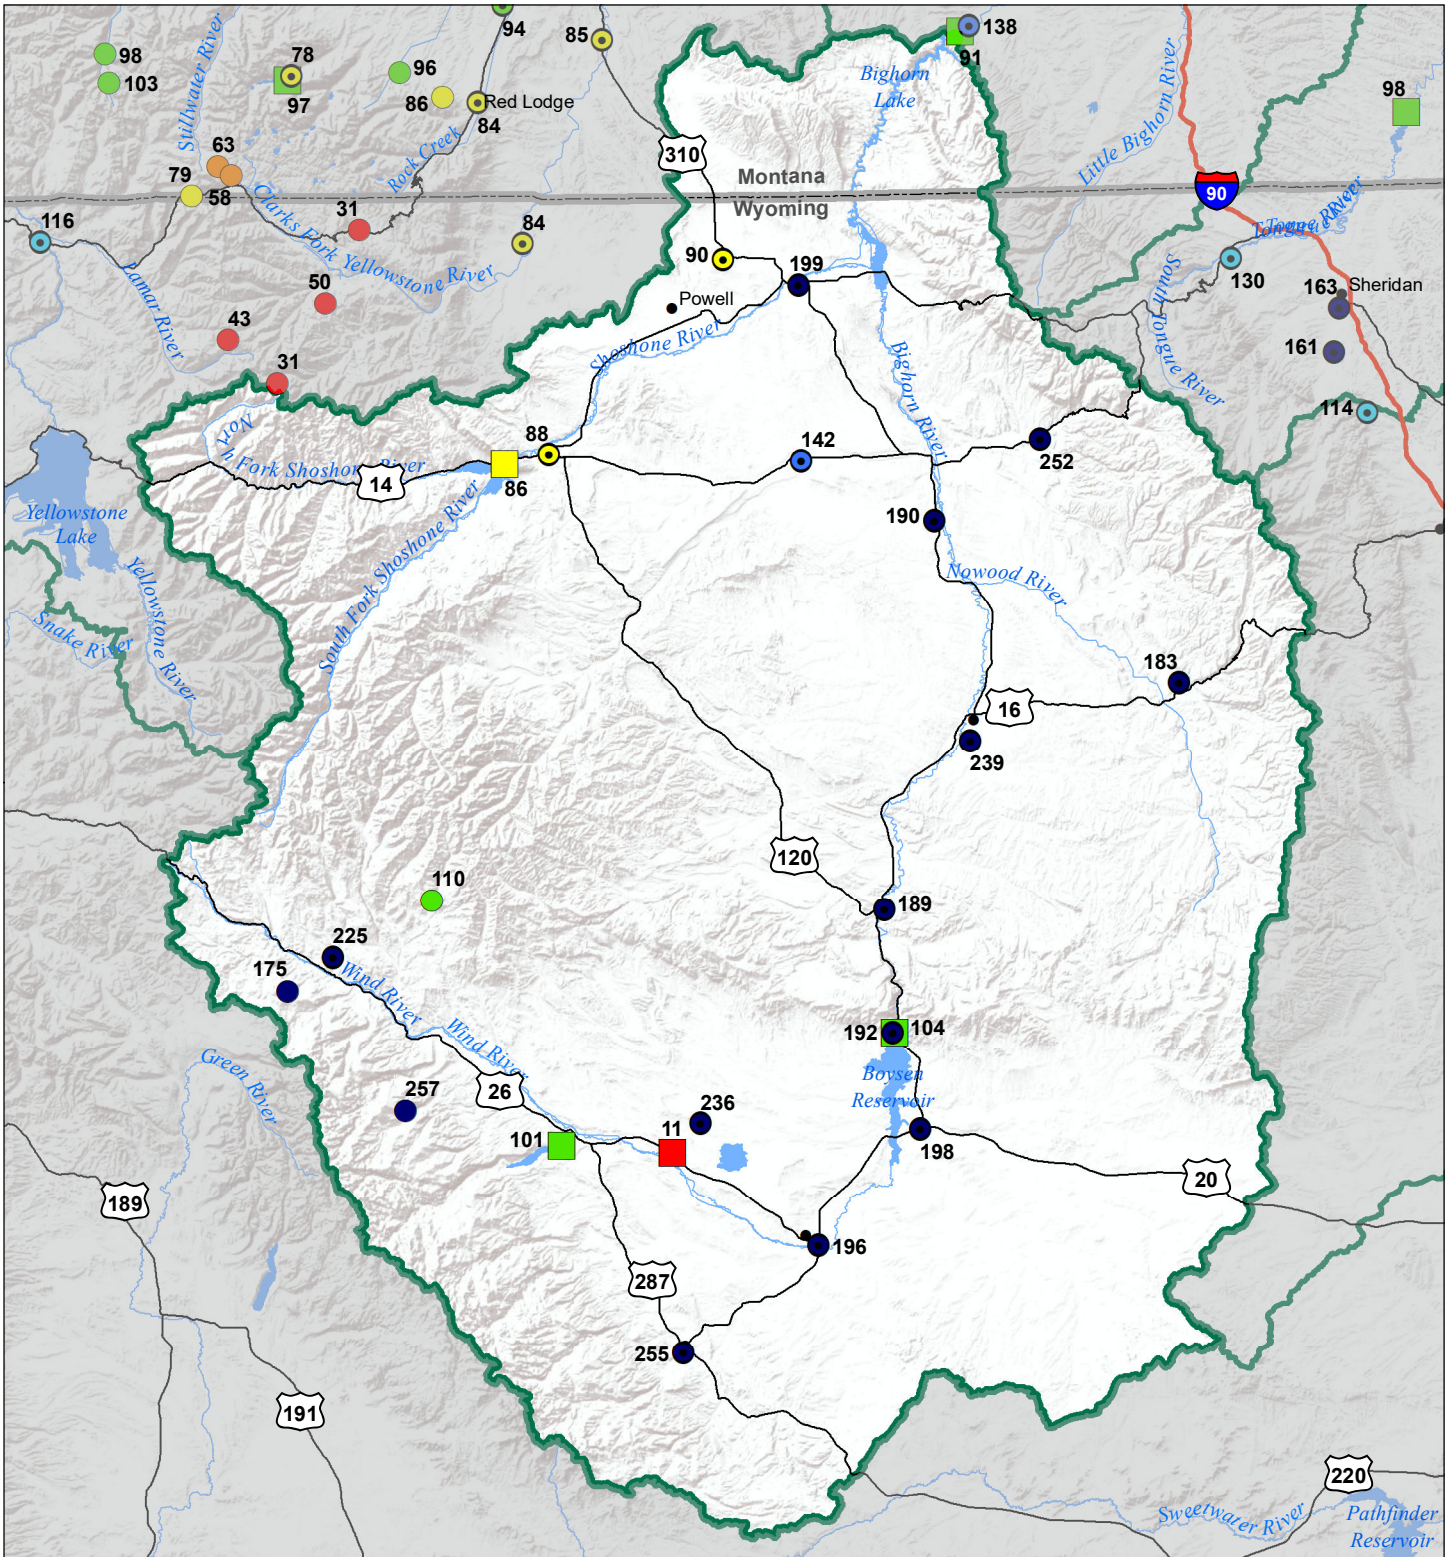 94
138
85
98
103
78
97
96
86
Red Lodge
84
91
98
Stillwater River
Bighorn
Lake
Little Bighorn River
310
Rock Creek
63
79
58
Montana
Wyoming
90
116
Clarks Fork Yellowstone River
31
84
Lamar River
50
43
31
90
199
Powell
Shoshone River
Bighorn River
Tongue River
130
South Tongue River
163
Sheridan
161
114
North Fork Shoshone River
14
88
86
142
252
190
Yellowstone
Lake
Yellowstone River
Snake River
South Fork Shoshone River
Nowood River
183
16
239
120
110
189
225
175
Wind River
Wind River
192
104
Boysen
Reservoir
Green River
257
26
101
11
236
198
20
189
196
287
255
191
220
Sweetwater River
Pathfinder
Reservoir